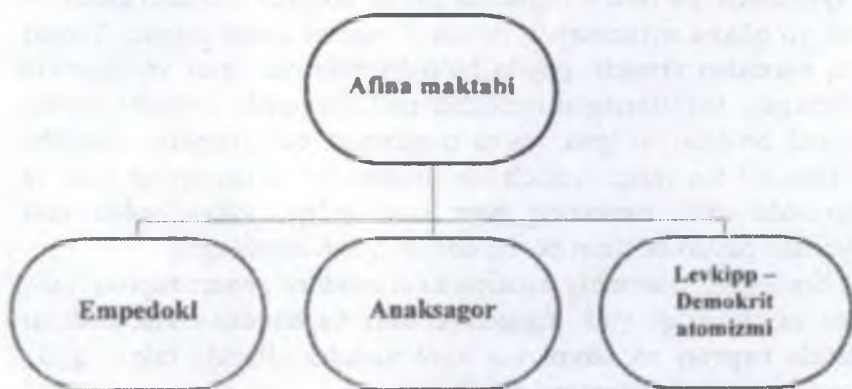 Afina maktabi
Empedokl
Anaksagor
Levkipp –
Demokrit
atomizmi